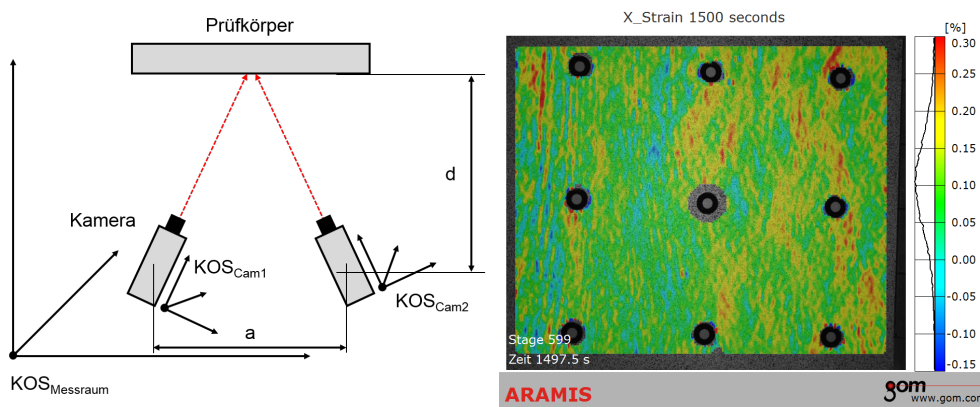 Prüfkörper
d
Kamera
KOSCam1
KOSCam2
a
KOSMessraum
X_Strain 1500 seconds
[%]
0.30
0.25
0.20
0.15
0.10
0.05
0.00
-0.05
-0.10
-0.15
Stage 599
Zeit 1497.5 s
ARAMIS
gom
www.gom.co